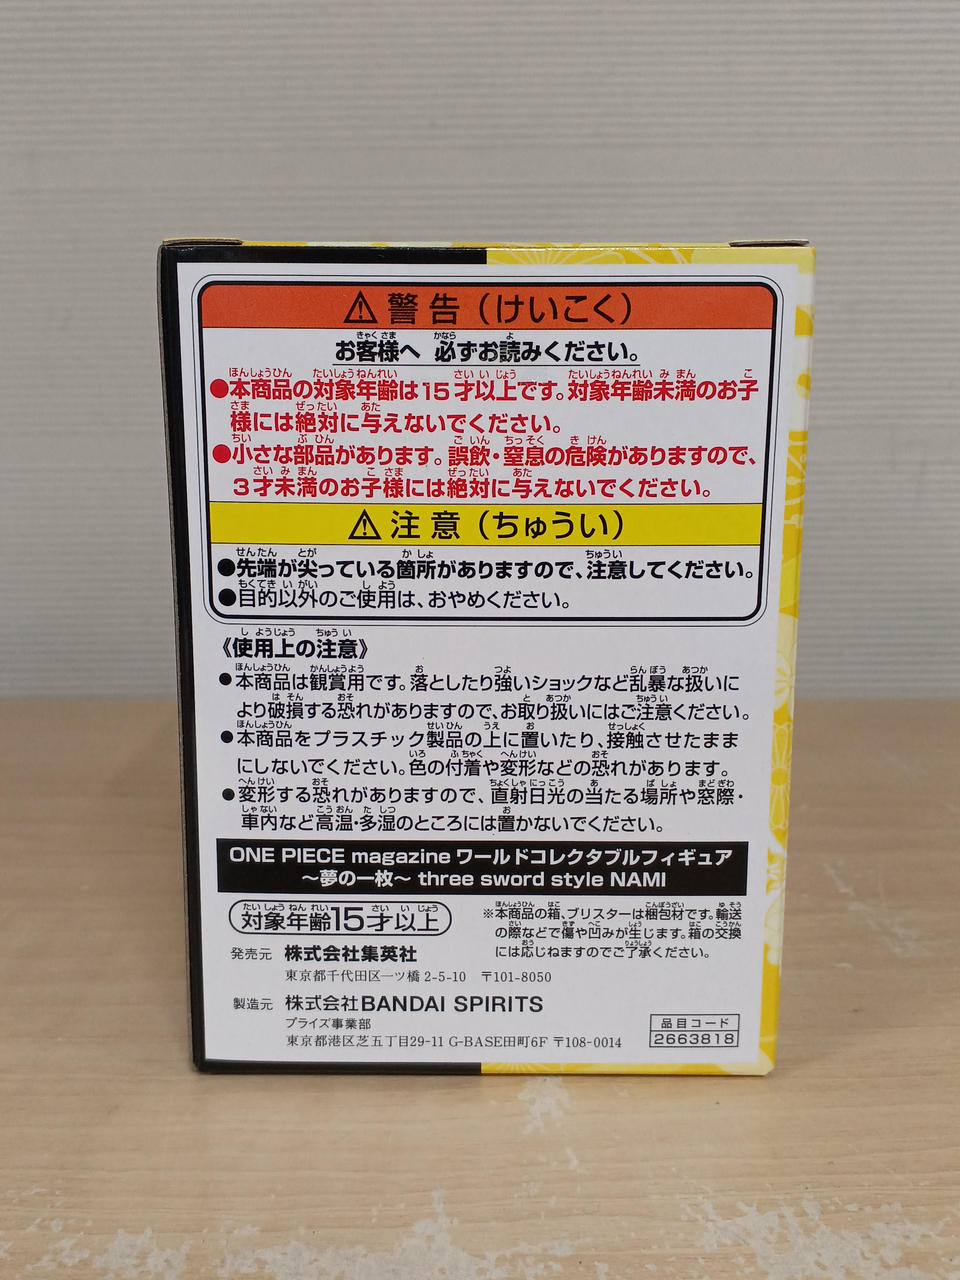 ⚠警告(けいこく)
お客様へ 必ずお読みください。
●本商品の対象年齢は15才以上です。対象年齢未満のお子
様には絶対に与えないでください。
●小さな部品があります。誤飲・窒息の危険がありますので、
3才未満のお子様には絶対に与えないでください。
⚠注意(ちゅうい)
●先端が尖っている箇所がありますので、注意してください。
●目的以外のご使用は、おやめください。
《使用上の注意》
●本商品は観賞用です。落としたり強いショックなど乱暴な扱いに
より破損する恐れがありますので、お取り扱いにはご注意ください。
●本商品をプラスチック製品の上に置いたり、接触させたまま
にしないでください。色の付着や変形などの恐れがあります。
●変形する恐れがありますので、直射日光の当たる場所や窓際・
車内など高温・多湿のところには置かないでください。
ONE PIECE magazine ワールドコレクタブルフィギュア
～夢の一枚～ three sword style NAMI
対象年齢15才以上
※本商品の箱、ブリスターは梱包材です。輸送
の際などで傷や凹みが生じます。箱の交換
には応じねますのでご了承ください。
発売元 株式会社集英社
東京都千代田区一ツ橋 2-5-10 〒101-8050
製造元 株式会社BANDAI SPIRITS
プライズ事業部
東京都港区芝五丁目29-11 G-BASE田町6F 〒108-0014
品目コード
2663818